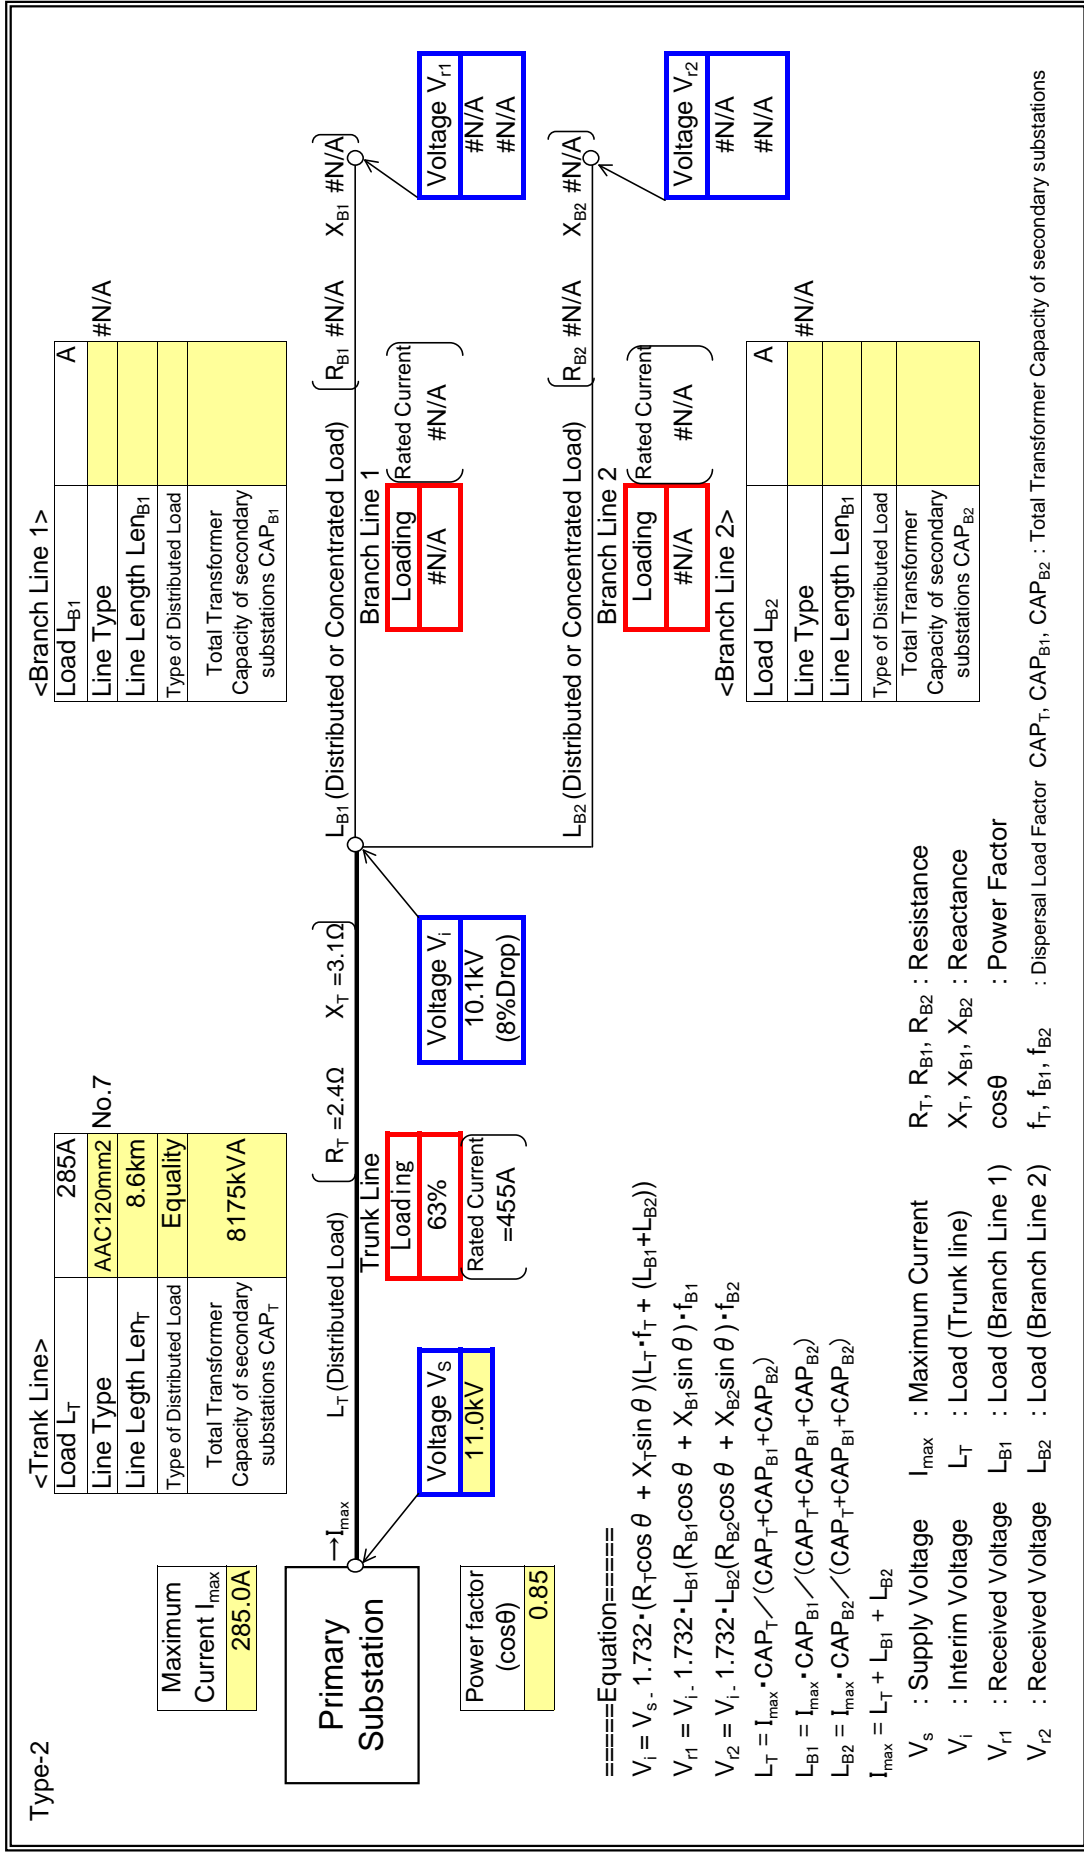 Type-2
Maximum
Current Imax
285.0A
Primary
Substation
→Imax
Power factor
(cosθ)
0.85
<Trank Line>
Load LT 285A
Line Type AAC120mm2 No.7
Line Legth LenT 8.6km
Type of Distributed Load Equality
Total Transformer
Capacity of secondary
substations CAPT
8175kVA
LT (Distributed Load)
RT =2.4Ω XT =3.1Ω
Trunk Line
Loading
63%
Rated Current
=455A
Voltage VS
11.0kV
Voltage Vi
10.1kV
(8%Drop)
<Branch Line 1>
Load LB1 A
Line Type #N/A
Line Length LenB1
Type of Distributed Load
Total Transformer
Capacity of secondary
substations CAPB1
LB1 (Distributed or Concentrated Load)
RB1 #N/A XB1 #N/A
Branch Line 1
Loading
#N/A
Rated Current
#N/A
Voltage Vr1
#N/A
#N/A
LB2 (Distributed or Concentrated Load)
RB2 #N/A XB2 #N/A
Branch Line 2
Loading
#N/A
Rated Current
#N/A
Voltage Vr2
#N/A
#N/A
<Branch Line 2>
Load LB2 A
Line Type #N/A
Line Length LenB1
Type of Distributed Load
Total Transformer
Capacity of secondary
substations CAPB2
=====Equation=====
Vi = Vs - 1.732・(RTcos θ + XTsin θ )(LT・fT + (LB1+LB2))
Vr1 = Vi - 1.732・LB1(RB1cos θ + XB1sin θ )・fB1
Vr2 = Vi - 1.732・LB2(RB2cos θ + XB2sin θ )・fB2
LT = Imax・CAPT／(CAPT+CAPB1+CAPB2)
LB1 = Imax・CAPB1／(CAPT+CAPB1+CAPB2)
LB2 = Imax・CAPB2／(CAPT+CAPB1+CAPB2)
Imax = LT + LB1 + LB2
Vs : Supply Voltage Imax : Maximum Current RT, RB1, RB2 : Resistance
Vi : Interim Voltage LT : Load (Trunk line) XT, XB1, XB2 : Reactance
Vr1 : Received Voltage LB1 : Load (Branch Line 1) cosθ : Power Factor
Vr2 : Received Voltage LB2 : Load (Branch Line 2) fT, fB1, fB2 : Dispersal Load Factor CAPT, CAPB1, CAPB2 : Total Transformer Capacity of secondary substations